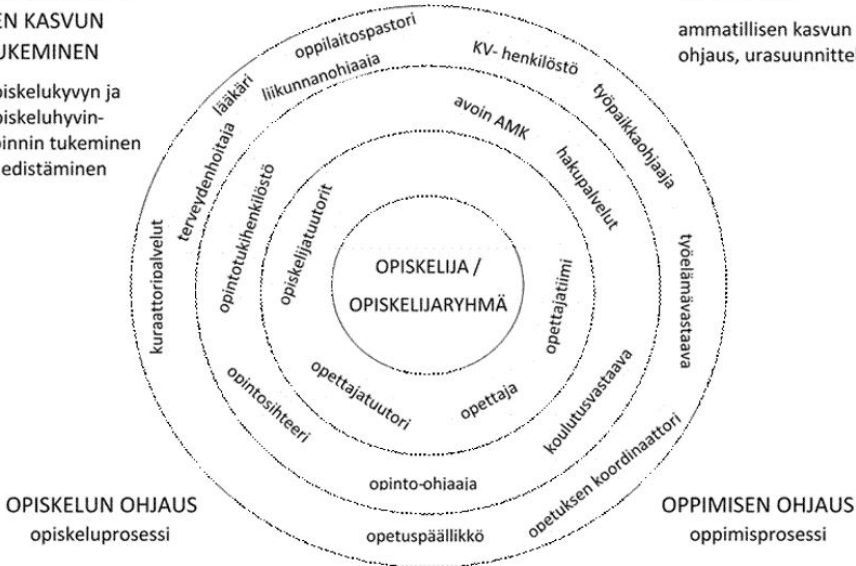 EN KASVUN
UKEMINEN
piskelukyvyn ja
piskeluhyvin-
oinnin tukeminen
edistäminen
ammatillisen kasvun
ohjaus, urasuunnittel
oppilaitospastori
liikunnanohjaaja
lääkäri
terveydenhoitaja
kuraattoripalvelut
KV- henkilöstö
työpaikkaohjaaja
työelämävastaava
opetuksen koordinaattori
opetuspäällikkö
avoin AMK
hakupalvelut
koulutusvastaava
opinto-ohjaaja
opintosihteeri
opintotukihenkilöstö
opiskelijatuutorit
opettajatiimi
opettaja
opettajatuutori
OPISKELIJA /
OPISKELIJARYHMÄ
OPISKELUN OHJAUS
opiskeluprosessi
OPPIMISEN OHJAUS
oppimisprosessi